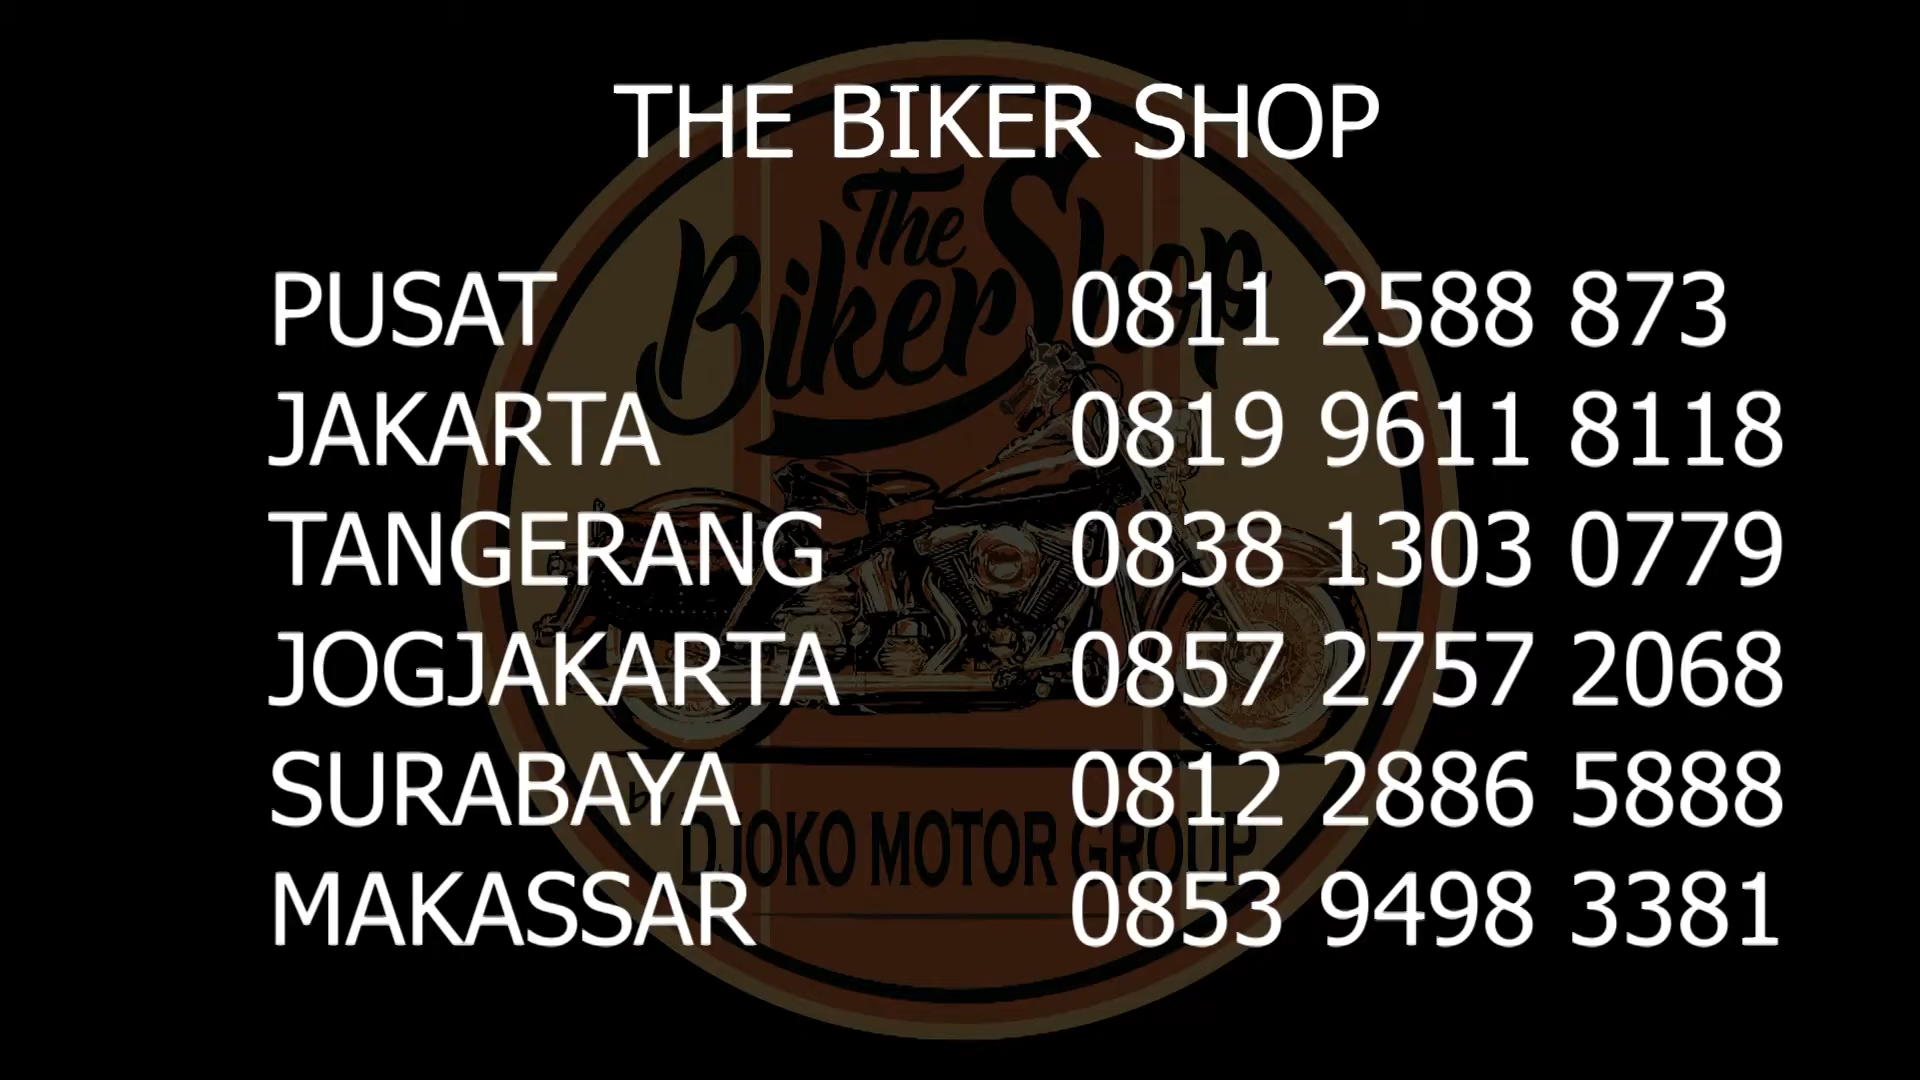 THE BIKER SHOP
The
Biker Shop
PUSAT 0811 2588 873
JAKARTA 0819 9611 8118
TANGERANG 0838 1303 0779
JOGJAKARTA 0857 2757 2068
SURABAYA 0812 2886 5888
by
DJOKO MOTOR GROUP
MAKASSAR 0853 9498 3381